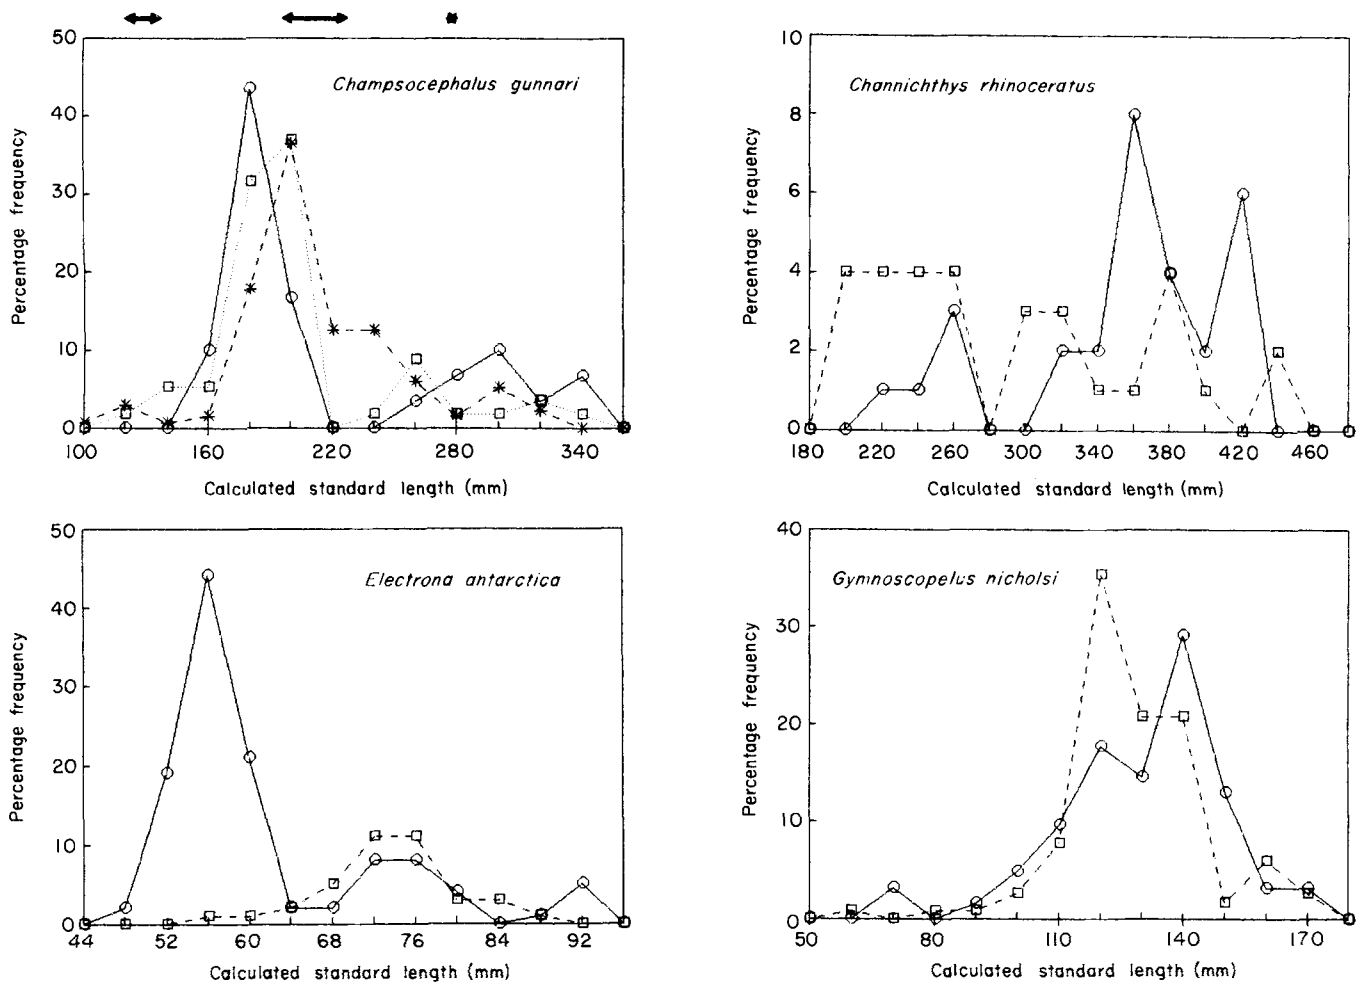 50
40
30
20
10
0
Percentage frequency
Champsocephalus gunnari
100 160 220 280 340
Calculated standard length (mm)
10
8
6
4
2
0
Percentage frequency
Channichthys rhinoceratus
180 220 260 300 340 380 420 460
Calculated standard length (mm)
50
40
30
20
10
0
Percentage frequency
Electrona antarctica
44 52 60 68 76 84 92
Calculated standard length (mm)
40
30
20
10
0
Percentage frequency
Gymnoscopelus nicholsi
50 80 110 140 170
Calculated standard length (mm)